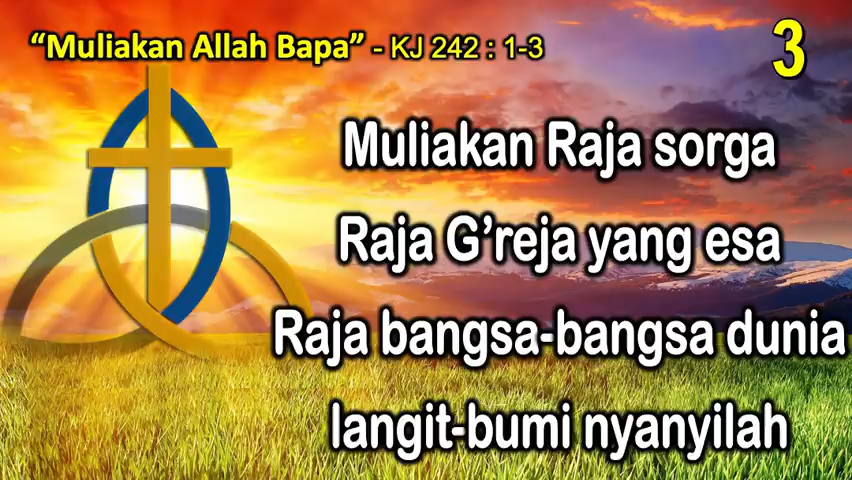 “Muliakan Allah Bapa” - KJ 242 : 1-3
3
Muliakan Raja sorga
Raja G’reja yang esa
Raja bangsa-bangsa dunia
langit-bumi nyanyilah